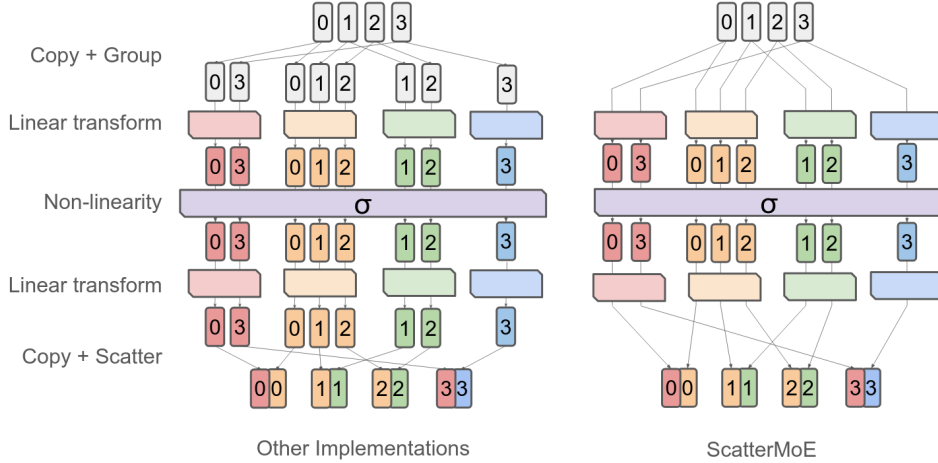 0 1 2 3 0 1 2 3
Copy + Group
0 3 0 1 2 1 2 3
Linear transform
0 3 0 1 2 1 2 3 0 3 0 1 2 1 2 3
Non-linearity σ σ
0 3 0 1 2 1 2 3 0 3 0 1 2 1 2 3
Linear transform
0 3 0 1 2 1 2 3
Copy + Scatter
0 0 1 1 2 2 3 3 0 0 1 1 2 2 3 3
Other Implementations ScatterMoE